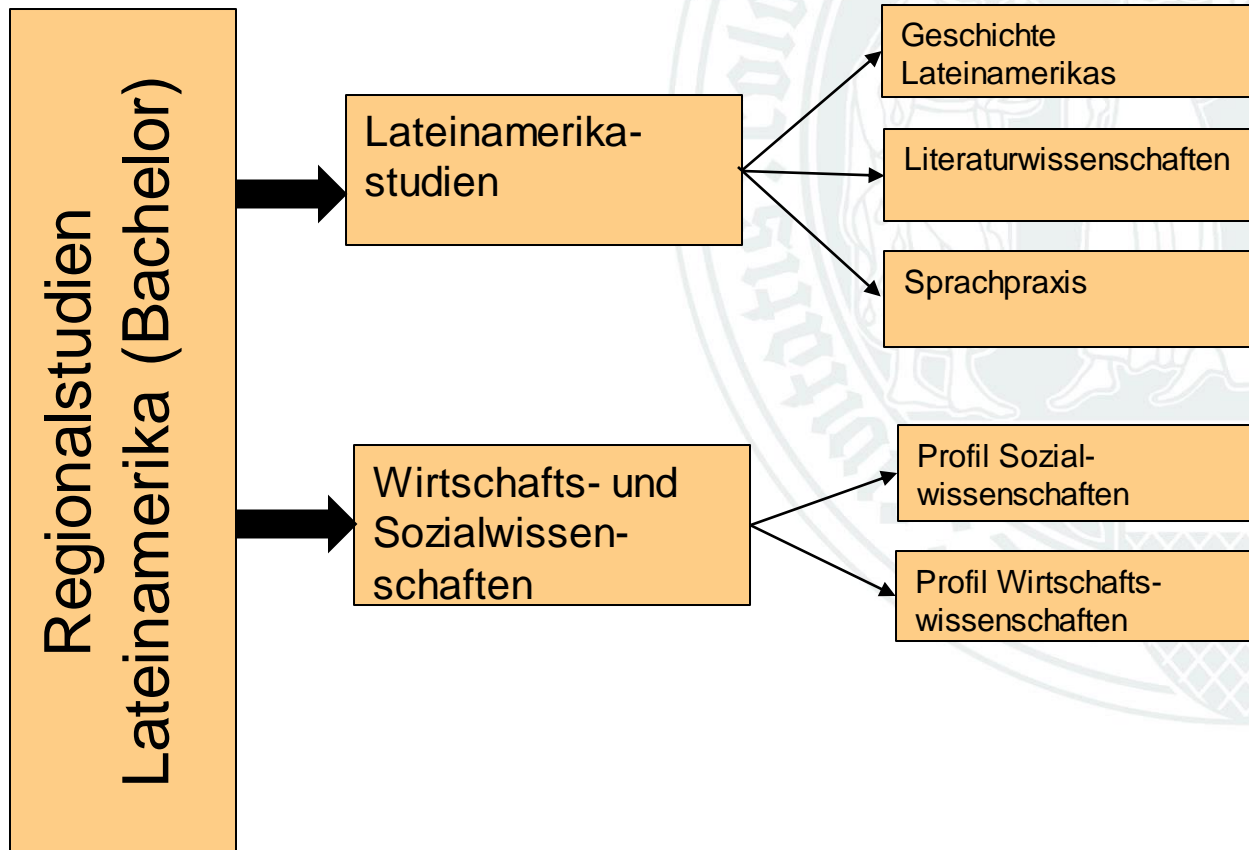 Regionalstudien
Lateinamerika (Bachelor)
Lateinamerika-
studien
Geschichte
Lateinamerikas
Literaturwissenschaften
Sprachpraxis
Wirtschafts- und
Sozialwissen-
schaften
Profil Sozial-
wissenschaften
Profil Wirtschafts-
wissenschaften